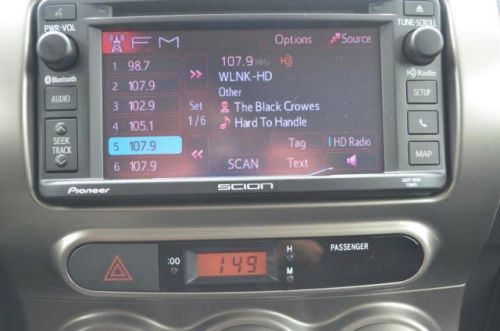 PWR·VOL
TUNE·SCROLL
FM
Options
Source
Bluetooth
HD Radio
AUDIO
SETUP
1 98.7
2 107.9
3 102.9
4 105.1
5 107.9
6 107.9
Set
1/6
107.9 MHz HD
WLNK-HD
Other
The Black Crowes
Hard To Handle
Tag
HD Radio
SCAN
Text
SEEK
TRACK
MAP
Pioneer
SCION
:00
149
H
M
PASSENGER